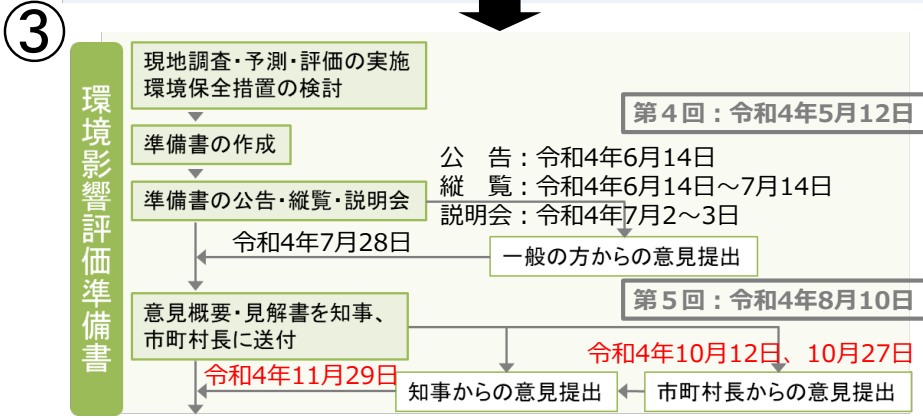 ③
環境影響評価準備書
現地調査・予測・評価の実施
環境保全措置の検討
第4回：令和4年5月12日
準備書の作成
公　告：令和4年6月14日
縦　覧：令和4年6月14日～7月14日
説明会：令和4年7月2～3日
準備書の公告・縦覧・説明会
令和4年7月28日
一般の方からの意見提出
第5回：令和4年8月10日
意見概要・見解書を知事、
市町村長に送付
令和4年10月12日、10月27日
令和4年11月29日
知事からの意見提出
市町村長からの意見提出